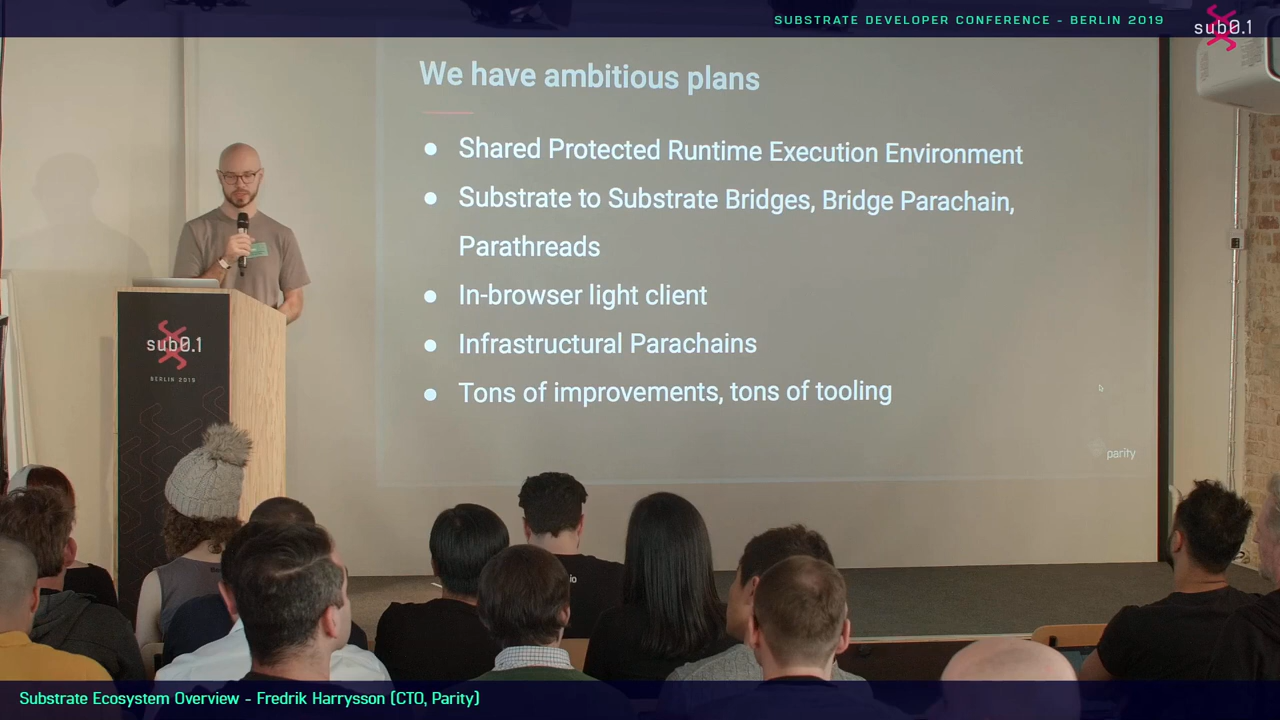 SUBSTRATE DEVELOPER CONFERENCE - BERLIN 2019
sub0.1
We have ambitious plans
● Shared Protected Runtime Execution Environment
● Substrate to Substrate Bridges, Bridge Parachain,
Parathreads
● In-browser light client
● Infrastructural Parachains
● Tons of improvements, tons of tooling
parity
sub0.1
BERLIN 2019
io
Substrate Ecosystem Overview - Fredrik Harrysson (CTO, Parity)